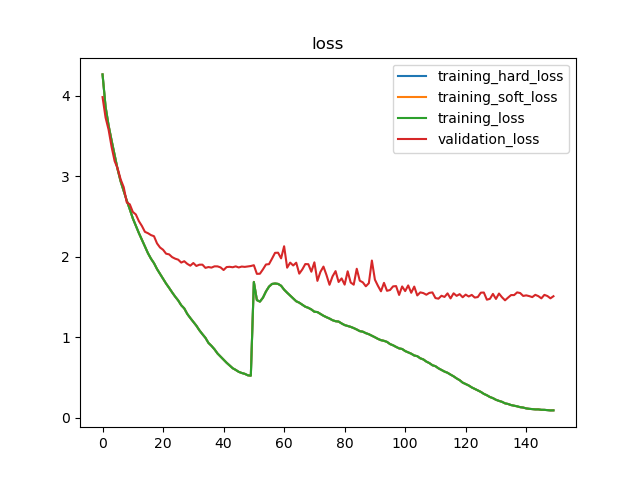 loss
training_hard_loss
training_soft_loss
training_loss
validation_loss
4
3
2
1
0
0 20 40 60 80 100 120 140